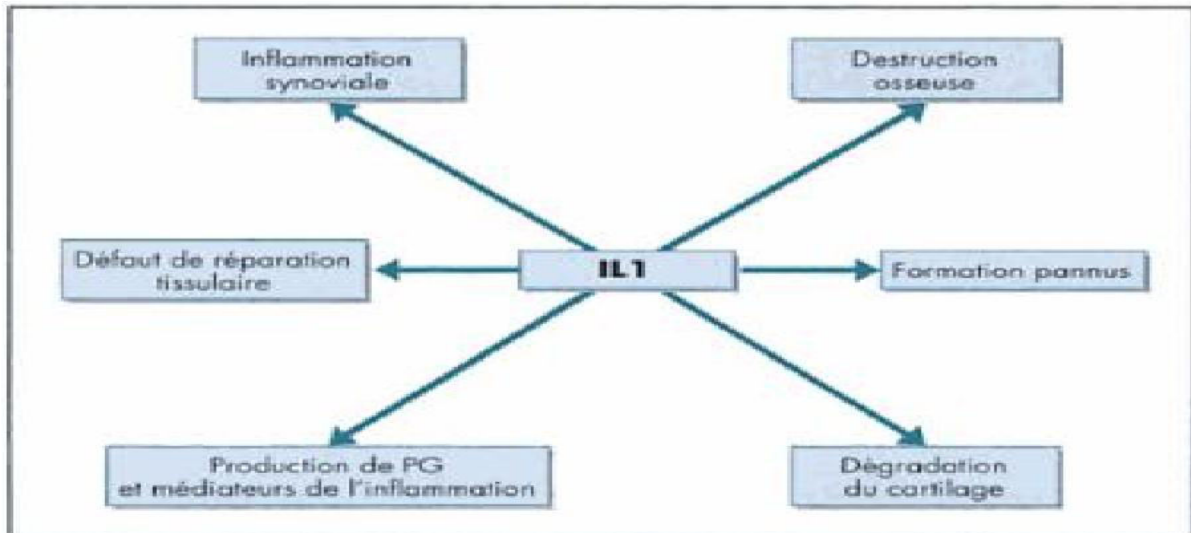 Inflammation
synoviale
Destruction
osseuse
Défaut de réparation
tissulaire
IL1
Formation pannus
Production de PG
et médiateurs de l'inflammation
Dégradation
du cartilage